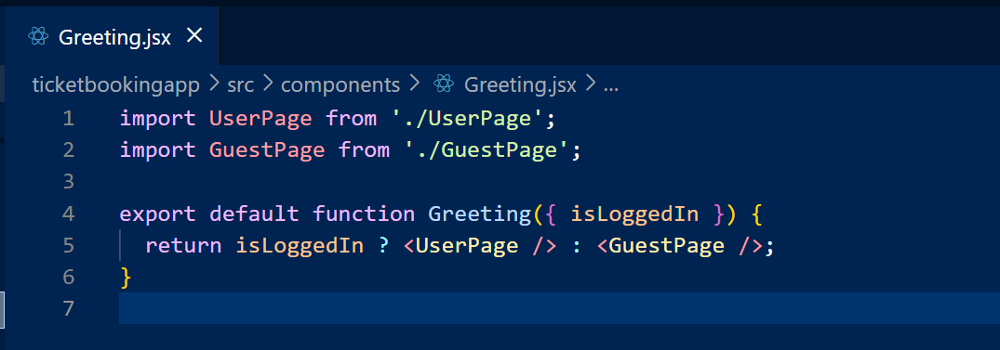 Greeting.jsx ×
ticketbookingapp > src > components > Greeting.jsx > ...
1 import UserPage from './UserPage';
2 import GuestPage from './GuestPage';
3
4 export default function Greeting({ isLoggedIn }) {
5   return isLoggedIn ? <UserPage /> : <GuestPage />;
6 }
7